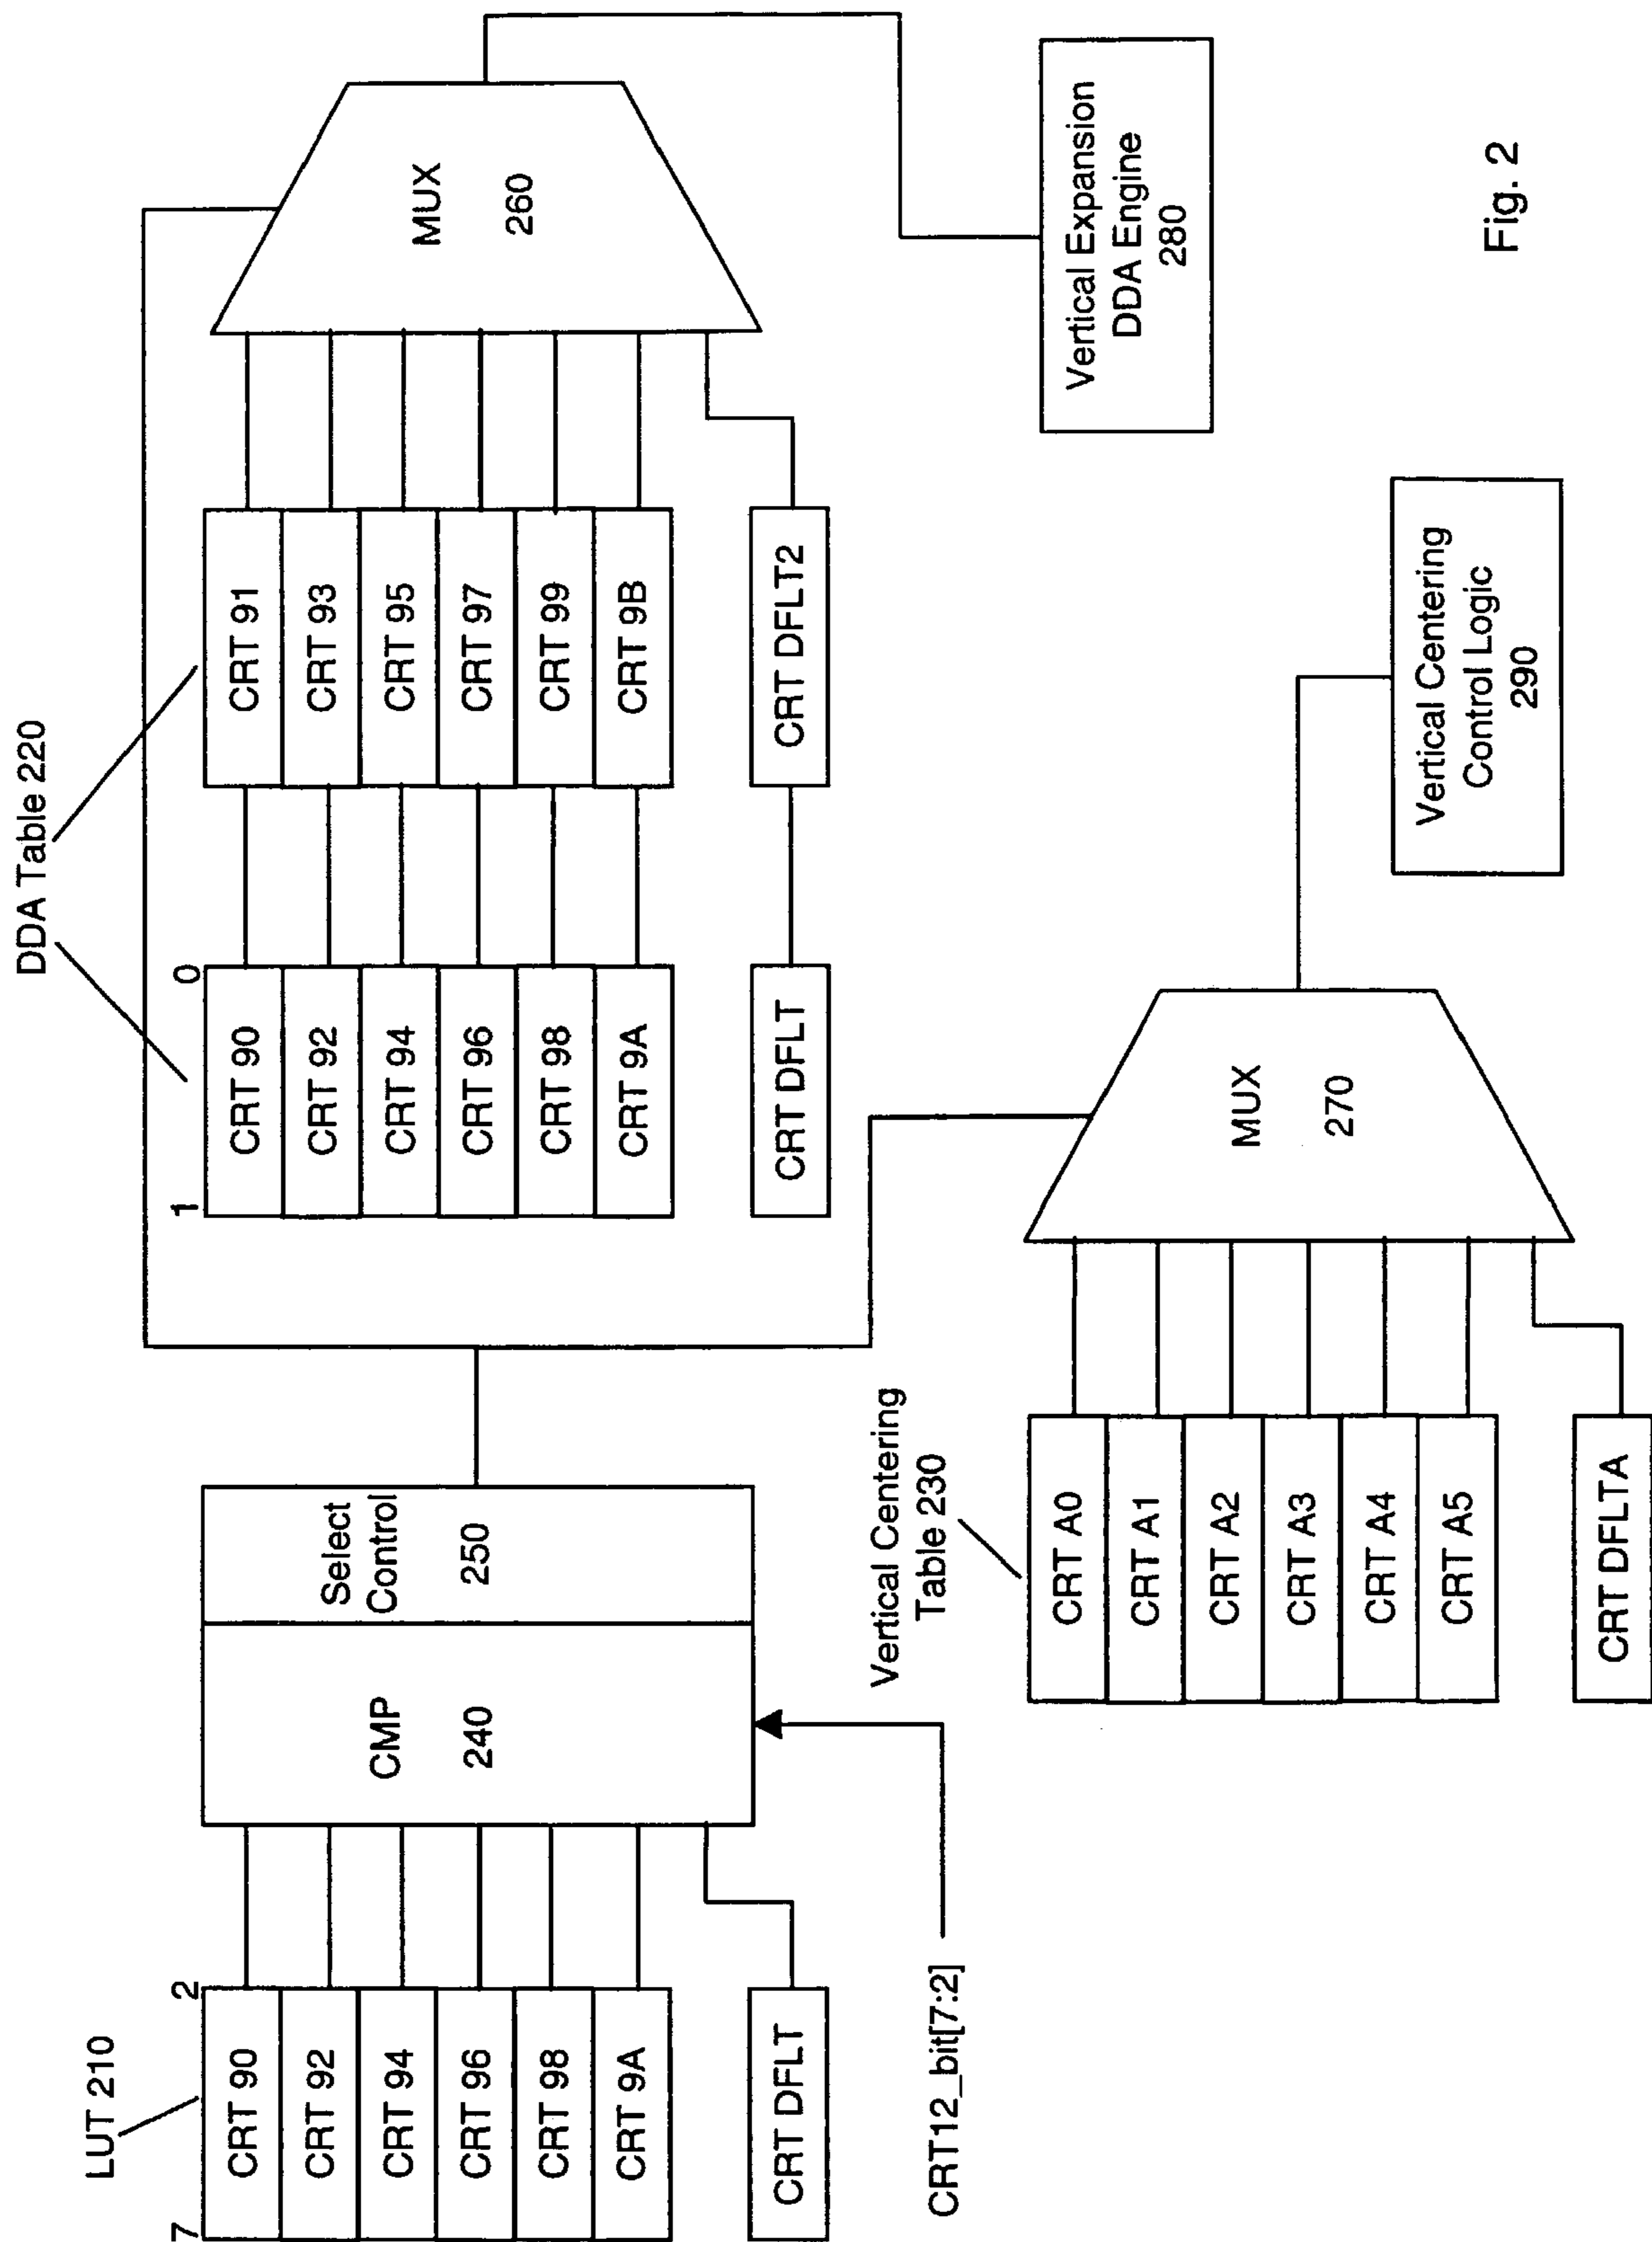 LUT 210
7 2
CRT 90
CRT 92
CRT 94
CRT 96
CRT 98
CRT 9A
CRT DFLT
CRT12_bit[7:2]
CMP
240
Select
Control
250
DDA Table 220
1 0
CRT 90
CRT 92
CRT 94
CRT 96
CRT 98
CRT 9A
CRT DFLT
CRT 91
CRT 93
CRT 95
CRT 97
CRT 99
CRT 9B
CRT DFLT2
MUX
260
Vertical Expansion
DDA Engine
280
Vertical Centering
Table 230
CRT A0
CRT A1
CRT A2
CRT A3
CRT A4
CRT A5
CRT DFLTA
MUX
270
Vertical Centering
Control Logic
290
Fig. 2